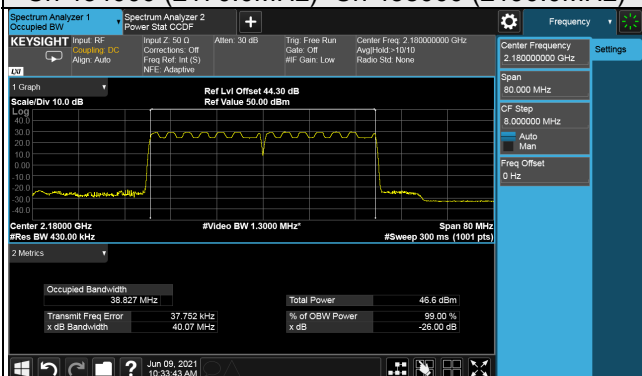 Spectrum Analyzer 1
Occupied BW
Spectrum Analyzer 2
Power Stat CCDF
Frequency
KEYSIGHT
Input: RF
Coupling: DC
Align: Auto
Input Z: 50 Ω
Corrections: Off
Freq Ref: Int (S)
NFE: Adaptive
Atten: 30 dB
Trig: Free Run
Gate: Off
#IF Gain: Low
Center Freq: 2.180000000 GHz
Avg|Hold:>10/10
Radio Std: None
LXI
Center Frequency
2.180000000 GHz
Settings
Span
80.000 MHz
CF Step
8.000000 MHz
Auto
Man
Freq Offset
0 Hz
1 Graph
Scale/Div 10.0 dB
Ref Lvl Offset 44.30 dB
Ref Value 50.00 dBm
Log
40.0
30.0
20.0
10.0
0.00
-10.0
-20.0
-30.0
-40.0
Center 2.18000 GHz
#Res BW 430.00 kHz
#Video BW 1.3000 MHz*
Span 80 MHz
#Sweep 300 ms (1001 pts)
2 Metrics
Occupied Bandwidth
38.827 MHz
Total Power 46.6 dBm
Transmit Freq Error 37.752 kHz
% of OBW Power 99.00 %
x dB Bandwidth 40.07 MHz
x dB -26.00 dB
?
Jun 09, 2021
10:33:43 AM